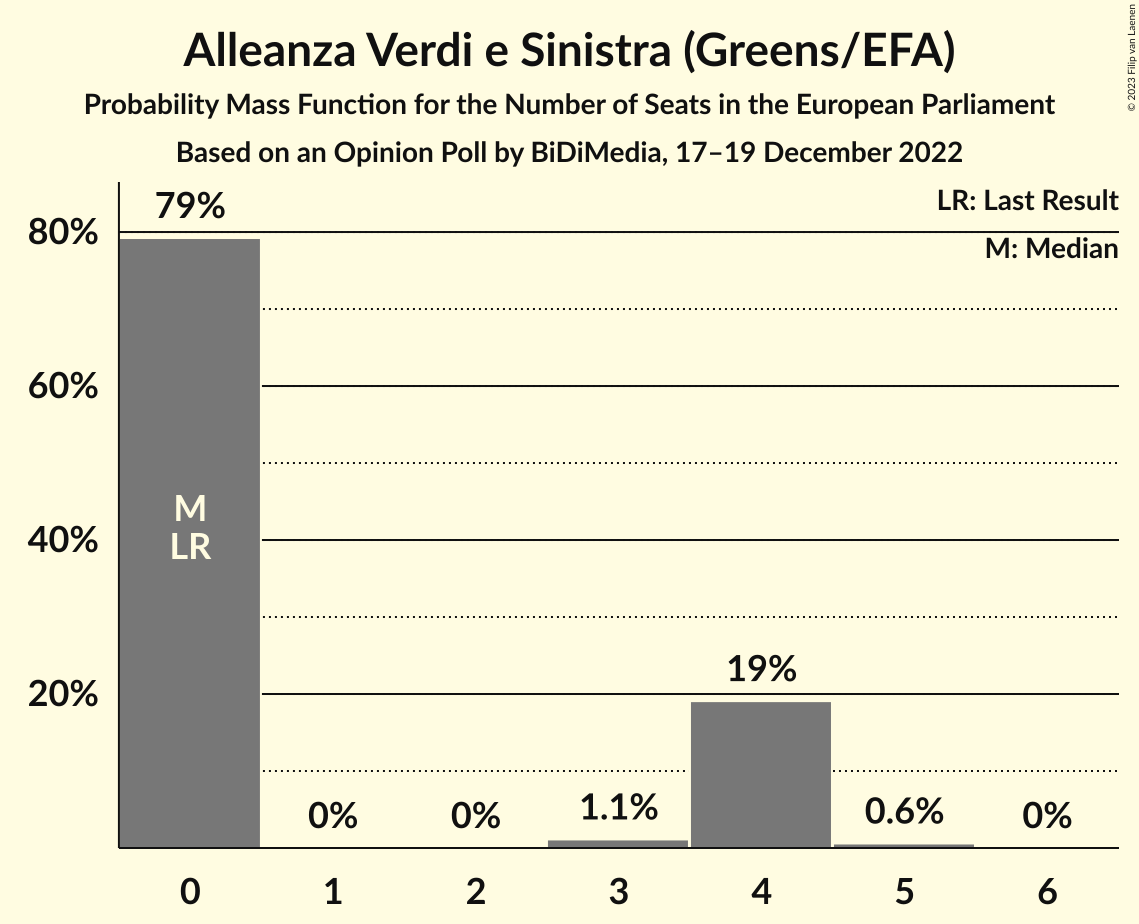 Alleanza Verdi e Sinistra (Greens/EFA)
Probability Mass Function for the Number of Seats in the European Parliament
Based on an Opinion Poll by BiDiMedia, 17–19 December 2022
© 2023 Filip van Laenen
LR: Last Result
M: Median
79%
80%
60%
40%
20%
M
LR
0%
0%
1.1%
19%
0.6%
0%
0
1
2
3
4
5
6